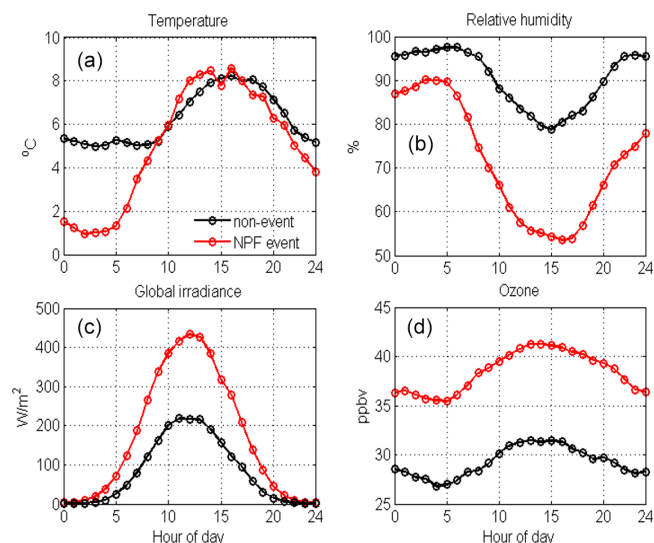 Temperature
(a)
10
8
6
4
2
0
°C
0 5 10 15 20 24
non-event
NPF event
Relative humidity
(b)
100
90
80
70
60
50
%
0 5 10 15 20 24
Global irradiance
(c)
500
400
300
200
100
0
W/m²
0 5 10 15 20 24
Hour of day
Ozone
(d)
45
40
35
30
25
ppbv
0 5 10 15 20 24
Hour of day